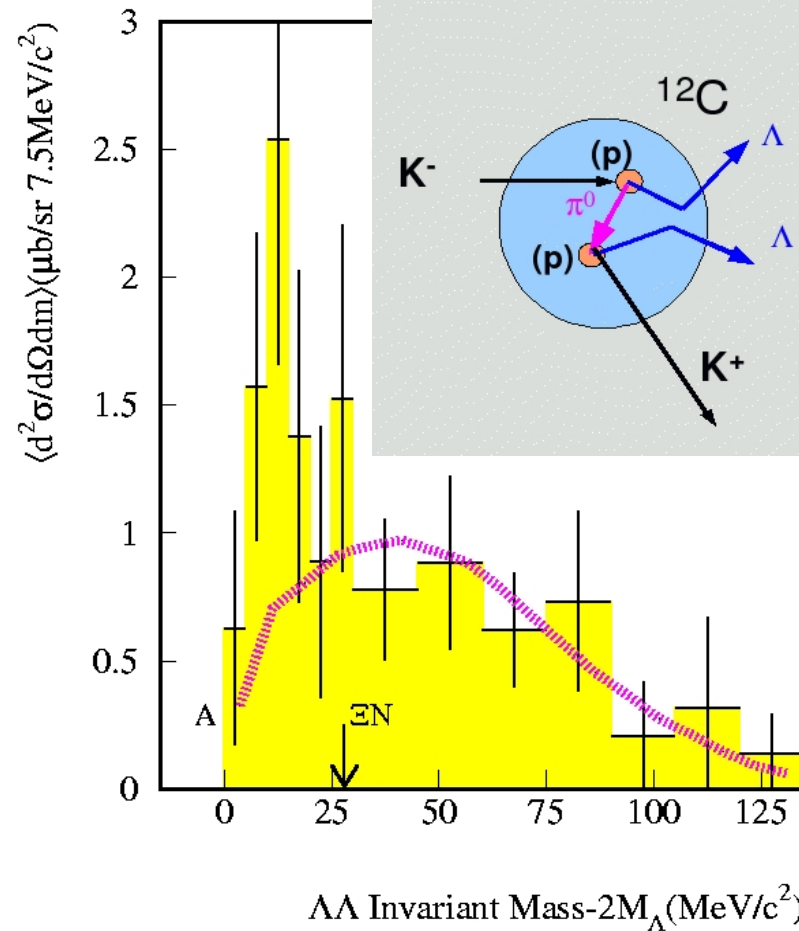 ⟨d²σ/dΩdm⟩(μb/sr 7.5MeV/c²)
3
2.5
2
1.5
1
0.5
0
¹²C
K⁻
(p)
Λ
π⁰
(p)
Λ
K⁺
A
ΞN
0 25 50 75 100 125
ΛΛ Invariant Mass-2M_Λ(MeV/c²)